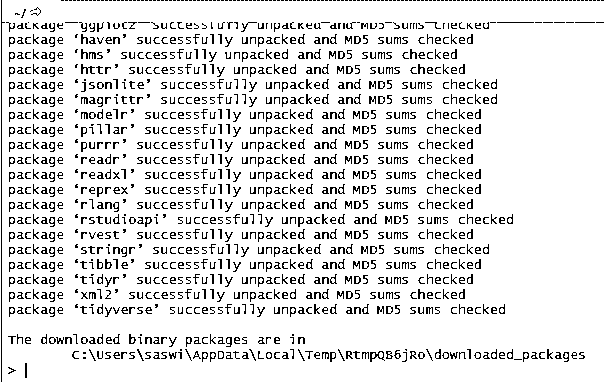 ~/
package ‘ggplot2’ successfully unpacked and MD5 sums checked
package ‘haven’ successfully unpacked and MD5 sums checked
package ‘hms’ successfully unpacked and MD5 sums checked
package ‘httr’ successfully unpacked and MD5 sums checked
package ‘jsonlite’ successfully unpacked and MD5 sums checked
package ‘magrittr’ successfully unpacked and MD5 sums checked
package ‘modelr’ successfully unpacked and MD5 sums checked
package ‘pillar’ successfully unpacked and MD5 sums checked
package ‘purrr’ successfully unpacked and MD5 sums checked
package ‘readr’ successfully unpacked and MD5 sums checked
package ‘readxl’ successfully unpacked and MD5 sums checked
package ‘reprex’ successfully unpacked and MD5 sums checked
package ‘rlang’ successfully unpacked and MD5 sums checked
package ‘rstudioapi’ successfully unpacked and MD5 sums checked
package ‘rvest’ successfully unpacked and MD5 sums checked
package ‘stringr’ successfully unpacked and MD5 sums checked
package ‘tibble’ successfully unpacked and MD5 sums checked
package ‘tidyr’ successfully unpacked and MD5 sums checked
package ‘xml2’ successfully unpacked and MD5 sums checked
package ‘tidyverse’ successfully unpacked and MD5 sums checked
The downloaded binary packages are in
C:\Users\saswi\AppData\Local\Temp\RtmpQB6jRo\downloaded_packages
>